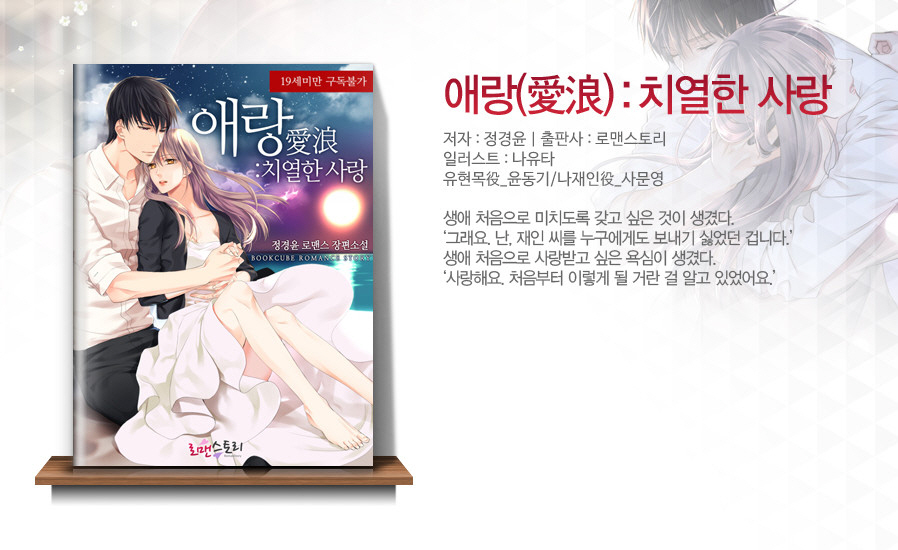 19세미만 구독불가
애랑愛浪
:치열한 사랑
정경윤 로맨스 장편소설
BOOKCUBE ROMANCE STORY
로맨스토리
애랑(愛浪) : 치열한 사랑
저자 : 정경윤 | 출판사 : 로맨스토리
일러스트 : 나유타
유현목役_윤동기/나재인役_사문영
생애 처음으로 미치도록 갖고 싶은 것이 생겼다.
‘그래요. 난, 재인 씨를 누구에게도 보내기 싫었던 겁니다.’
생애 처음으로 사랑받고 싶은 욕심이 생겼다.
‘사랑해요. 처음부터 이렇게 될 거란 걸 알고 있었어요.’